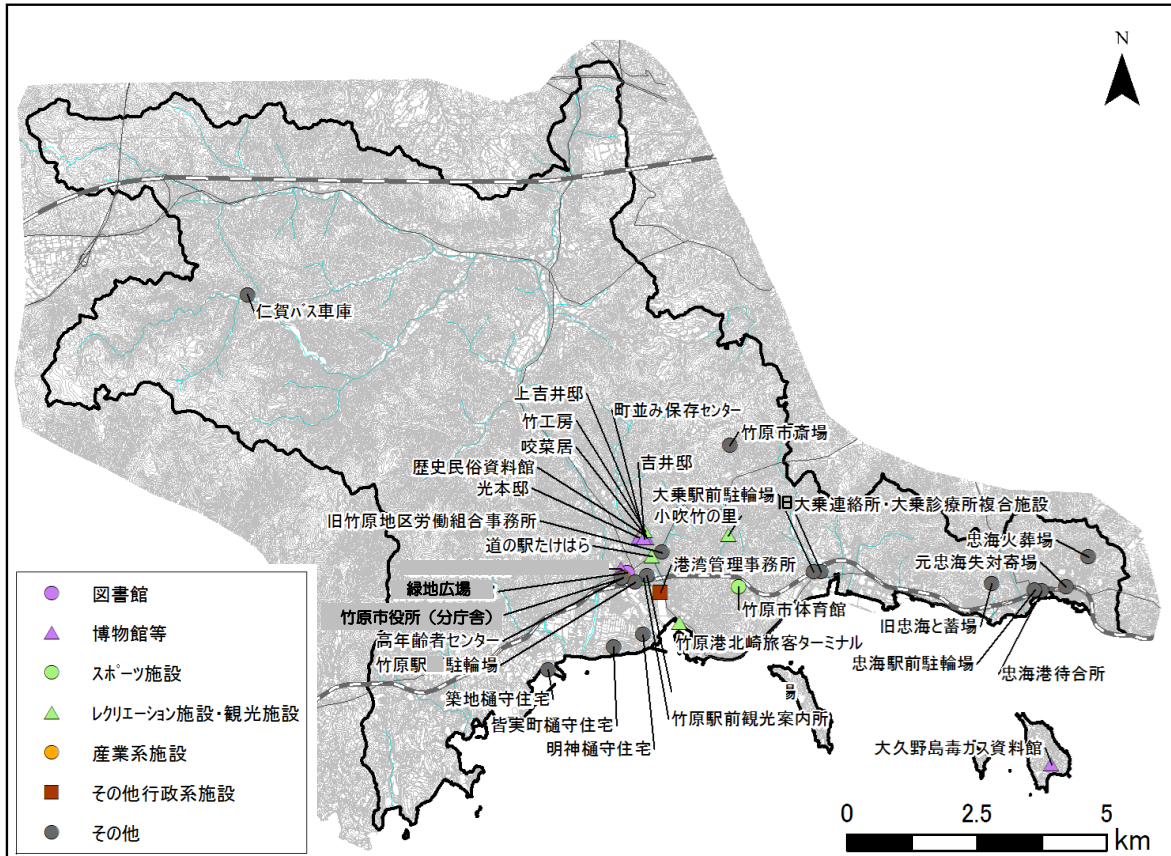 N
仁賀バス車庫
上吉井邸
町並み保存センター
竹工房
竹原市斎場
咬菜居
歴史民俗資料館
吉井邸
光本邸
大乗駅前駐輪場
旧大乗連絡所・大乗診療所複合施設
小吹竹の里
旧竹原地区労働組合事務所
道の駅たけはら
忠海火葬場
港湾管理事務所
元忠海失対寄場
緑地広場
竹原市役所（分庁舎）
竹原市体育館
旧忠海と蓄場
高年齢者センター
竹原港北崎旅客ターミナル
忠海駅前駐輪場
竹原駅 駐輪場
忠海港待合所
築地樋守住宅
竹原駅前観光案内所
皆実町樋守住宅
明神樋守住宅
大久野島毒ガス資料館
図書館
博物館等
スポーツ施設
レクリエーション施設・観光施設
産業系施設
その他行政系施設
その他
0 2.5 5
km